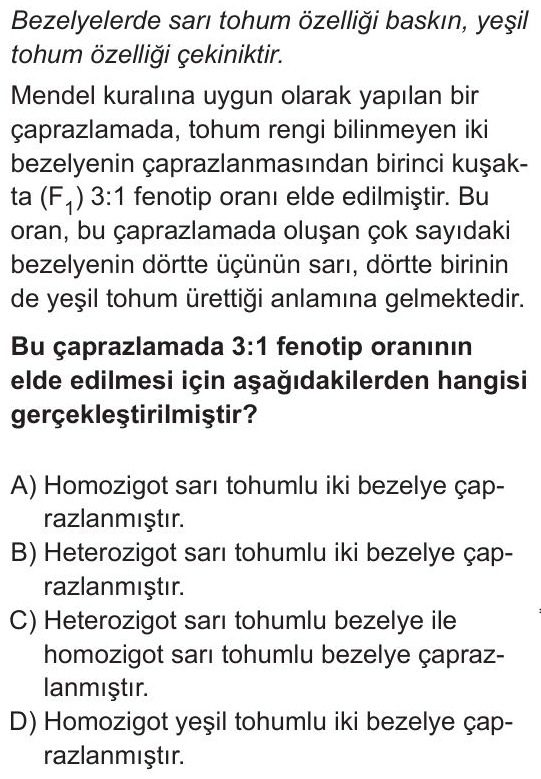 Bezelyelerde sarı tohum özelliği baskın, yeşil
tohum özelliği çekiniktir.
Mendel kuralına uygun olarak yapılan bir
çaprazlamada, tohum rengi bilinmeyen iki
bezelyenin çaprazlanmasından birinci kuşak-
ta (F₁) 3:1 fenotip oranı elde edilmiştir. Bu
oran, bu çaprazlamada oluşan çok sayıdaki
bezelyenin dörtte üçünün sarı, dörtte birinin
de yeşil tohum ürettiği anlamına gelmektedir.
Bu çaprazlamada 3:1 fenotip oranının
elde edilmesi için aşağıdakilerden hangisi
gerçekleştirilmiştir?
A) Homozigot sarı tohumlu iki bezelye çap-
razlanmıştır.
B) Heterozigot sarı tohumlu iki bezelye çap-
razlanmıştır.
C) Heterozigot sarı tohumlu bezelye ile
homozigot sarı tohumlu bezelye çapraz-
lanmıştır.
D) Homozigot yeşil tohumlu iki bezelye çap-
razlanmıştır.